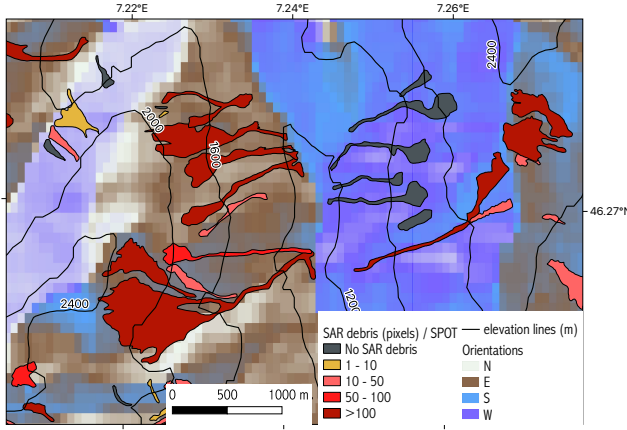 7.22°E 7.24°E 7.26°E
2400
2000
1600
46.27°N
2400
1200
SAR debris (pixels) / SPOT
No SAR debris
1 - 10
10 - 50
50 - 100
>100
elevation lines (m)
Orientations
N
E
S
W
0 500 1000 m